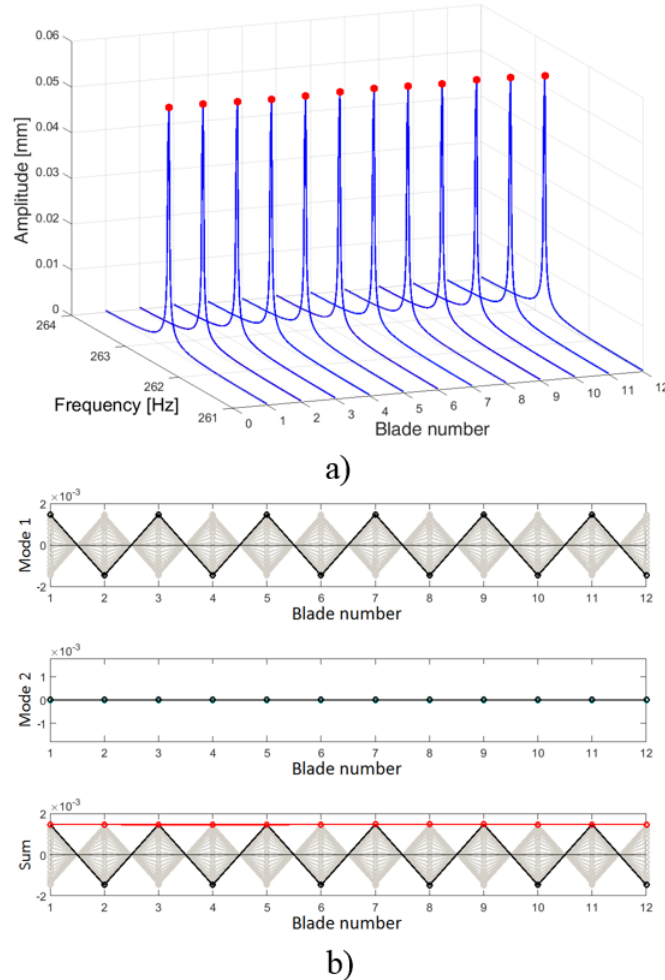 0.06
0.05
0.04
0.03
0.02
0.01
0
Amplitude [mm]
264
263
262
261
Frequency [Hz]
0 1 2 3 4 5 6 7 8 9 10 11 12
Blade number
a)
×10⁻³
2
0
-2
Mode 1
1 2 3 4 5 6 7 8 9 10 11 12
Blade number
×10⁻³
1
0
-1
Mode 2
1 2 3 4 5 6 7 8 9 10 11 12
Blade number
×10⁻³
2
0
-2
Sum
1 2 3 4 5 6 7 8 9 10 11 12
Blade number
b)